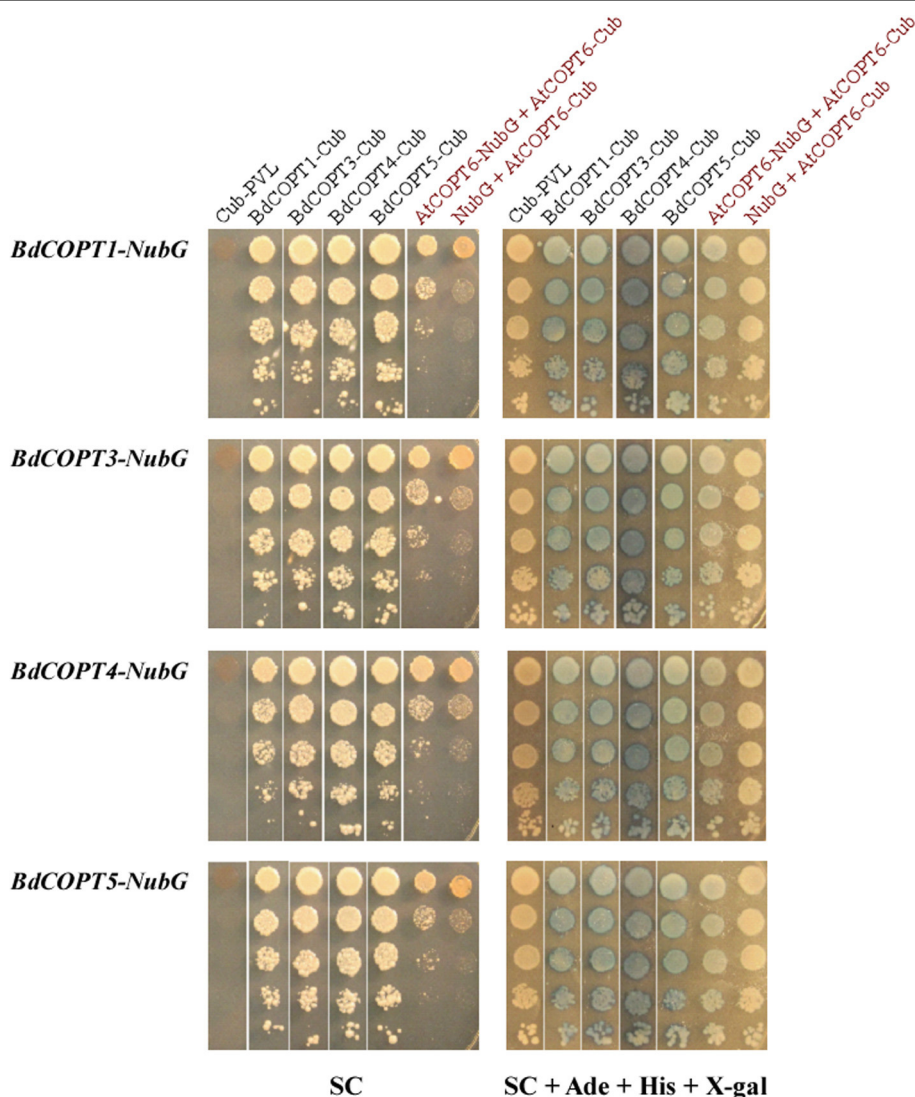 Cub-PVL
BdCOPT1-Cub
BdCOPT3-Cub
BdCOPT4-Cub
BdCOPT5-Cub
AtCOPT6-NubG + AtCOPT6-Cub
NubG + AtCOPT6-Cub
Cub-PVL
BdCOPT1-Cub
BdCOPT3-Cub
BdCOPT4-Cub
BdCOPT5-Cub
AtCOPT6-NubG + AtCOPT6-Cub
NubG + AtCOPT6-Cub
BdCOPT1-NubG
BdCOPT3-NubG
BdCOPT4-NubG
BdCOPT5-NubG
SC
SC + Ade + His + X-gal